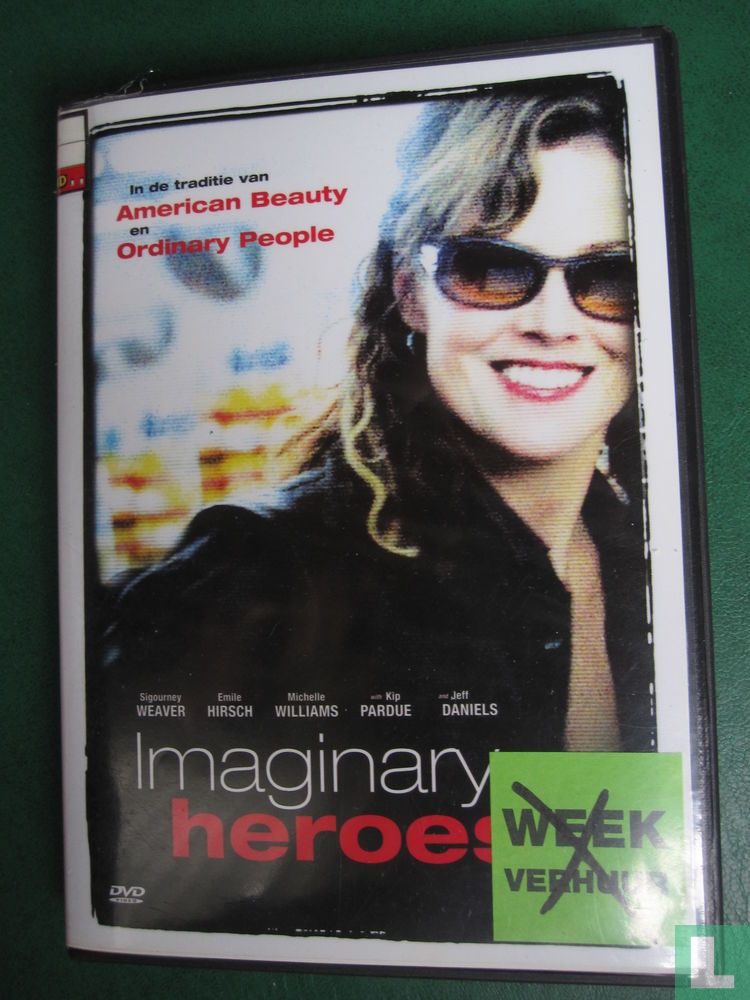 In de traditie van
American Beauty
en
Ordinary People
Sigourney WEAVER
Emile HIRSCH
Michelle WILLIAMS
with Kip PARDUE
and Jeff DANIELS
Imaginary
heroes
WEEK
VERHUUR
DVD
VIDEO
L